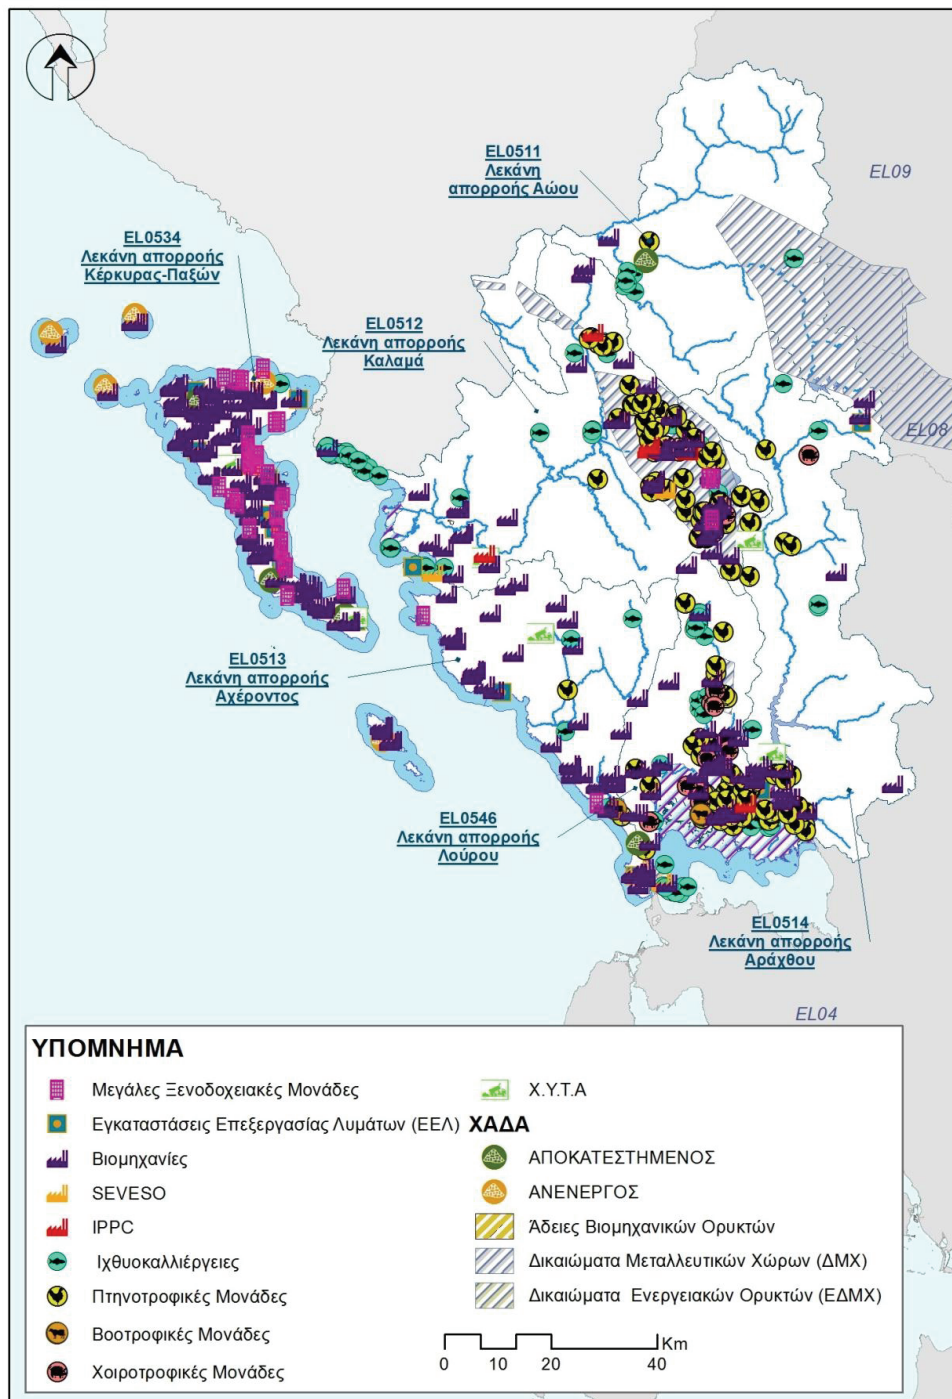 EL0511
Λεκάνη
απορροής Αώου
EL09
EL0534
Λεκάνη απορροής
Κέρκυρας-Παξών
EL0512
Λεκάνη απορροής
Καλαμά
EL08
EL0513
Λεκάνη απορροής
Αχέροντος
EL0546
Λεκάνη απορροής
Λούρου
EL0514
Λεκάνη απορροής
Αράχθου
EL04
ΥΠΟΜΝΗΜΑ
Μεγάλες Ξενοδοχειακές Μονάδες
Εγκαταστάσεις Επεξεργασίας Λυμάτων (ΕΕΛ)
Βιομηχανίες
SEVESO
IPPC
Ιχθυοκαλλιέργειες
Πτηνοτροφικές Μονάδες
Βοοτροφικές Μονάδες
Χοιροτροφικές Μονάδες
Χ.Υ.Τ.Α
ΧΑΔΑ
ΑΠΟΚΑΤΕΣΤΗΜΕΝΟΣ
ΑΝΕΝΕΡΓΟΣ
Άδειες Βιομηχανικών Ορυκτών
Δικαιώματα Μεταλλευτικών Χώρων (ΔΜΧ)
Δικαιώματα Ενεργειακών Ορυκτών (ΕΔΜΧ)
Km
0 10 20 40